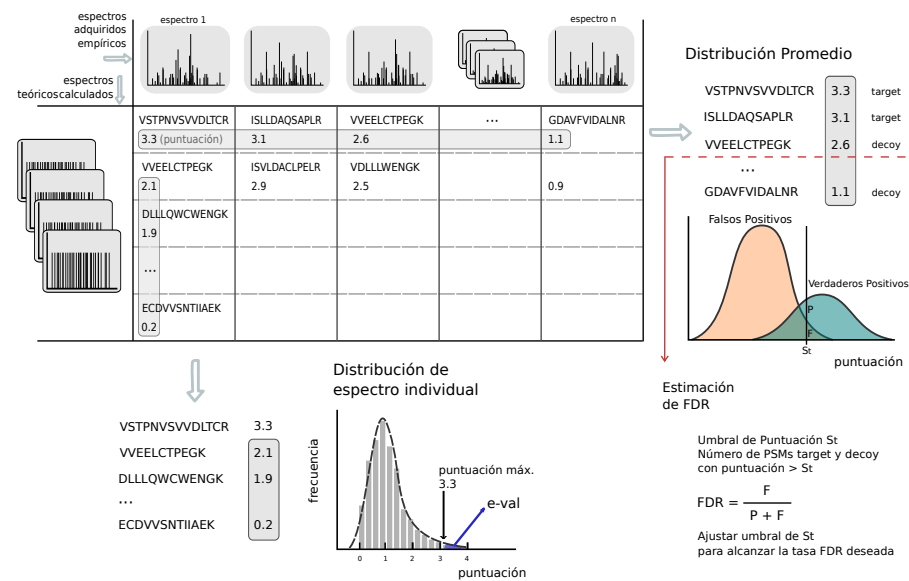 espectros
adquiridos
empíricos
espectro 1
espectro n
espectros
teóricoscalculados
VSTPNVSVVDLTCR
ISLLDAQSAPLR
VVEELCTPEGK
...
GDAVFVIDALNR
3.3 (puntuación)
3.1
2.6
1.1
VVEELCTPEGK
ISVLDACLPELR
VDLLLWENGK
2.1
2.9
2.5
0.9
DLLLQWCWENGK
1.9
...
ECDVVSNTIIAEK
0.2
Distribución Promedio
VSTPNVSVVDLTCR 3.3 target
ISLLDAQSAPLR 3.1 target
VVEELCTPEGK 2.6 decoy
...
GDAVFVIDALNR 1.1 decoy
Falsos Positivos
Verdaderos Positivos
P
F
St
puntuación
Estimación
de FDR
Umbral de Puntuación St
Número de PSMs target y decoy
con puntuación > St
FDR = F
P + F
Ajustar umbral de St
para alcanzar la tasa FDR deseada
VSTPNVSVVDLTCR 3.3
VVEELCTPEGK 2.1
DLLLQWCWENGK 1.9
...
ECDVVSNTIIAEK 0.2
Distribución de
espectro individual
frecuencia
puntuación máx.
3.3
e-val
0 1 2 3 4
puntuación